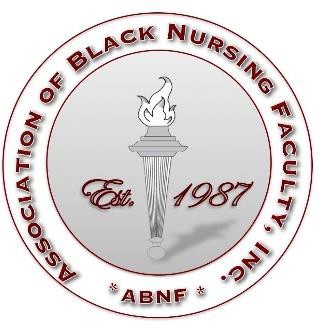 Association of Black Nursing Faculty, Inc.
Est. 1987
* ABNF *